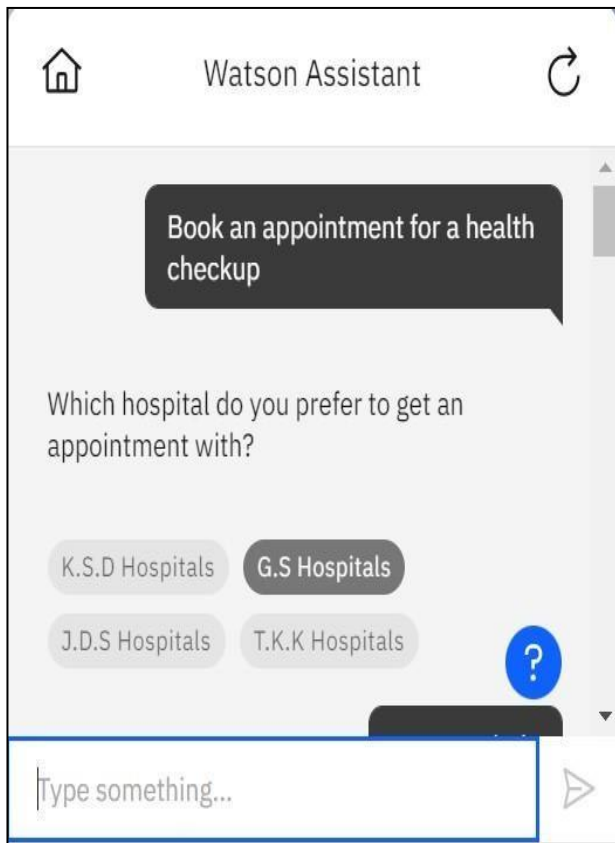 Watson Assistant
Book an appointment for a health
checkup
Which hospital do you prefer to get an
appointment with?
K.S.D Hospitals G.S Hospitals
J.D.S Hospitals T.K.K Hospitals
?
Type something...